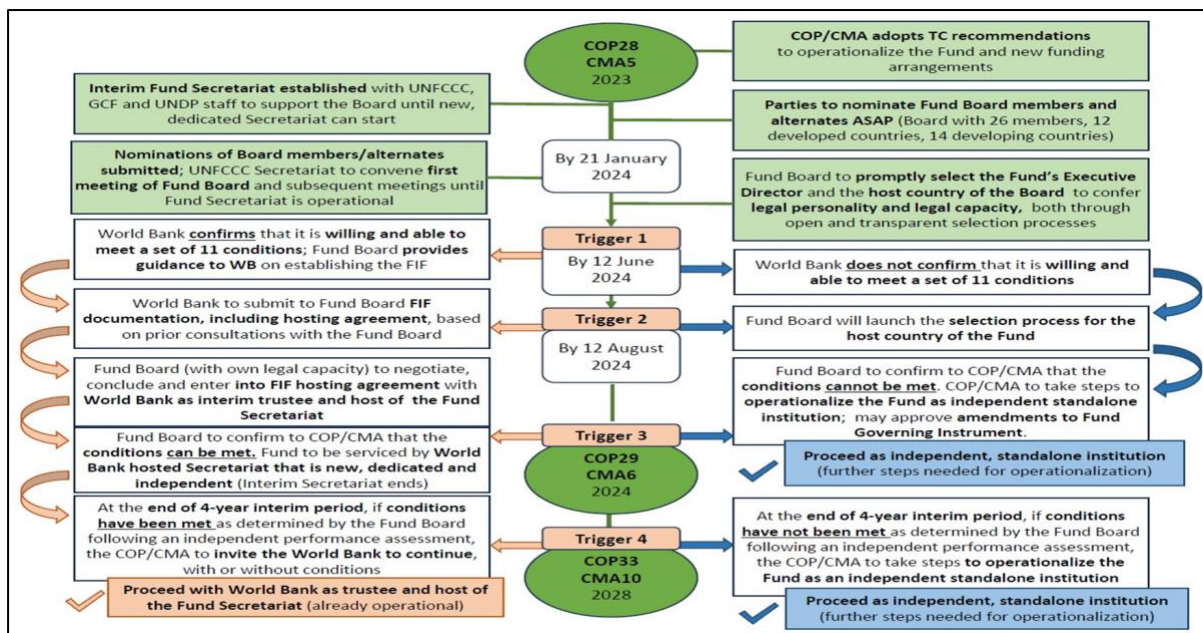 COP28
CMA5
2023
COP/CMA adopts TC recommendations
to operationalize the Fund and new funding
arrangements
Interim Fund Secretariat established with UNFCCC,
GCF and UNDP staff to support the Board until new,
dedicated Secretariat can start
Parties to nominate Fund Board members and
alternates ASAP (Board with 26 members, 12
developed countries, 14 developing countries)
By 21 January
2024
Nominations of Board members/alternates
submitted; UNFCCC Secretariat to convene first
meeting of Fund Board and subsequent meetings until
Fund Secretariat is operational
Fund Board to promptly select the Fund's Executive
Director and the host country of the Board to confer
legal personality and legal capacity, both through
open and transparent selection processes
Trigger 1
By 12 June
2024
World Bank confirms that it is willing and able to
meet a set of 11 conditions; Fund Board provides
guidance to WB on establishing the FIF
World Bank does not confirm that it is willing and
able to meet a set of 11 conditions
Trigger 2
By 12 August
2024
World Bank to submit to Fund Board FIF
documentation, including hosting agreement, based
on prior consultations with the Fund Board
Fund Board will launch the selection process for the
host country of the Fund
Fund Board (with own legal capacity) to negotiate,
conclude and enter into FIF hosting agreement with
World Bank as interim trustee and host of the Fund
Secretariat
Fund Board to confirm to COP/CMA that the
conditions cannot be met. COP/CMA to take steps to
operationalize the Fund as independent standalone
institution; may approve amendments to Fund
Governing Instrument.
Trigger 3
COP29
CMA6
2024
Fund Board to confirm to COP/CMA that the
conditions can be met. Fund to be serviced by World
Bank hosted Secretariat that is new, dedicated and
independent (Interim Secretariat ends)
Proceed as independent, standalone institution
(further steps needed for operationalization)
Trigger 4
COP33
CMA10
2028
At the end of 4-year interim period, if conditions
have been met as determined by the Fund Board
following an independent performance assessment,
the COP/CMA to invite the World Bank to continue,
with or without conditions
Proceed with World Bank as trustee and host of
the Fund Secretariat (already operational)
At the end of 4-year interim period, if conditions
have not been met as determined by the Fund Board
following an independent performance assessment,
the COP/CMA to take steps to operationalize the
Fund as an independent standalone institution
Proceed as independent, standalone institution
(further steps needed for operationalization)